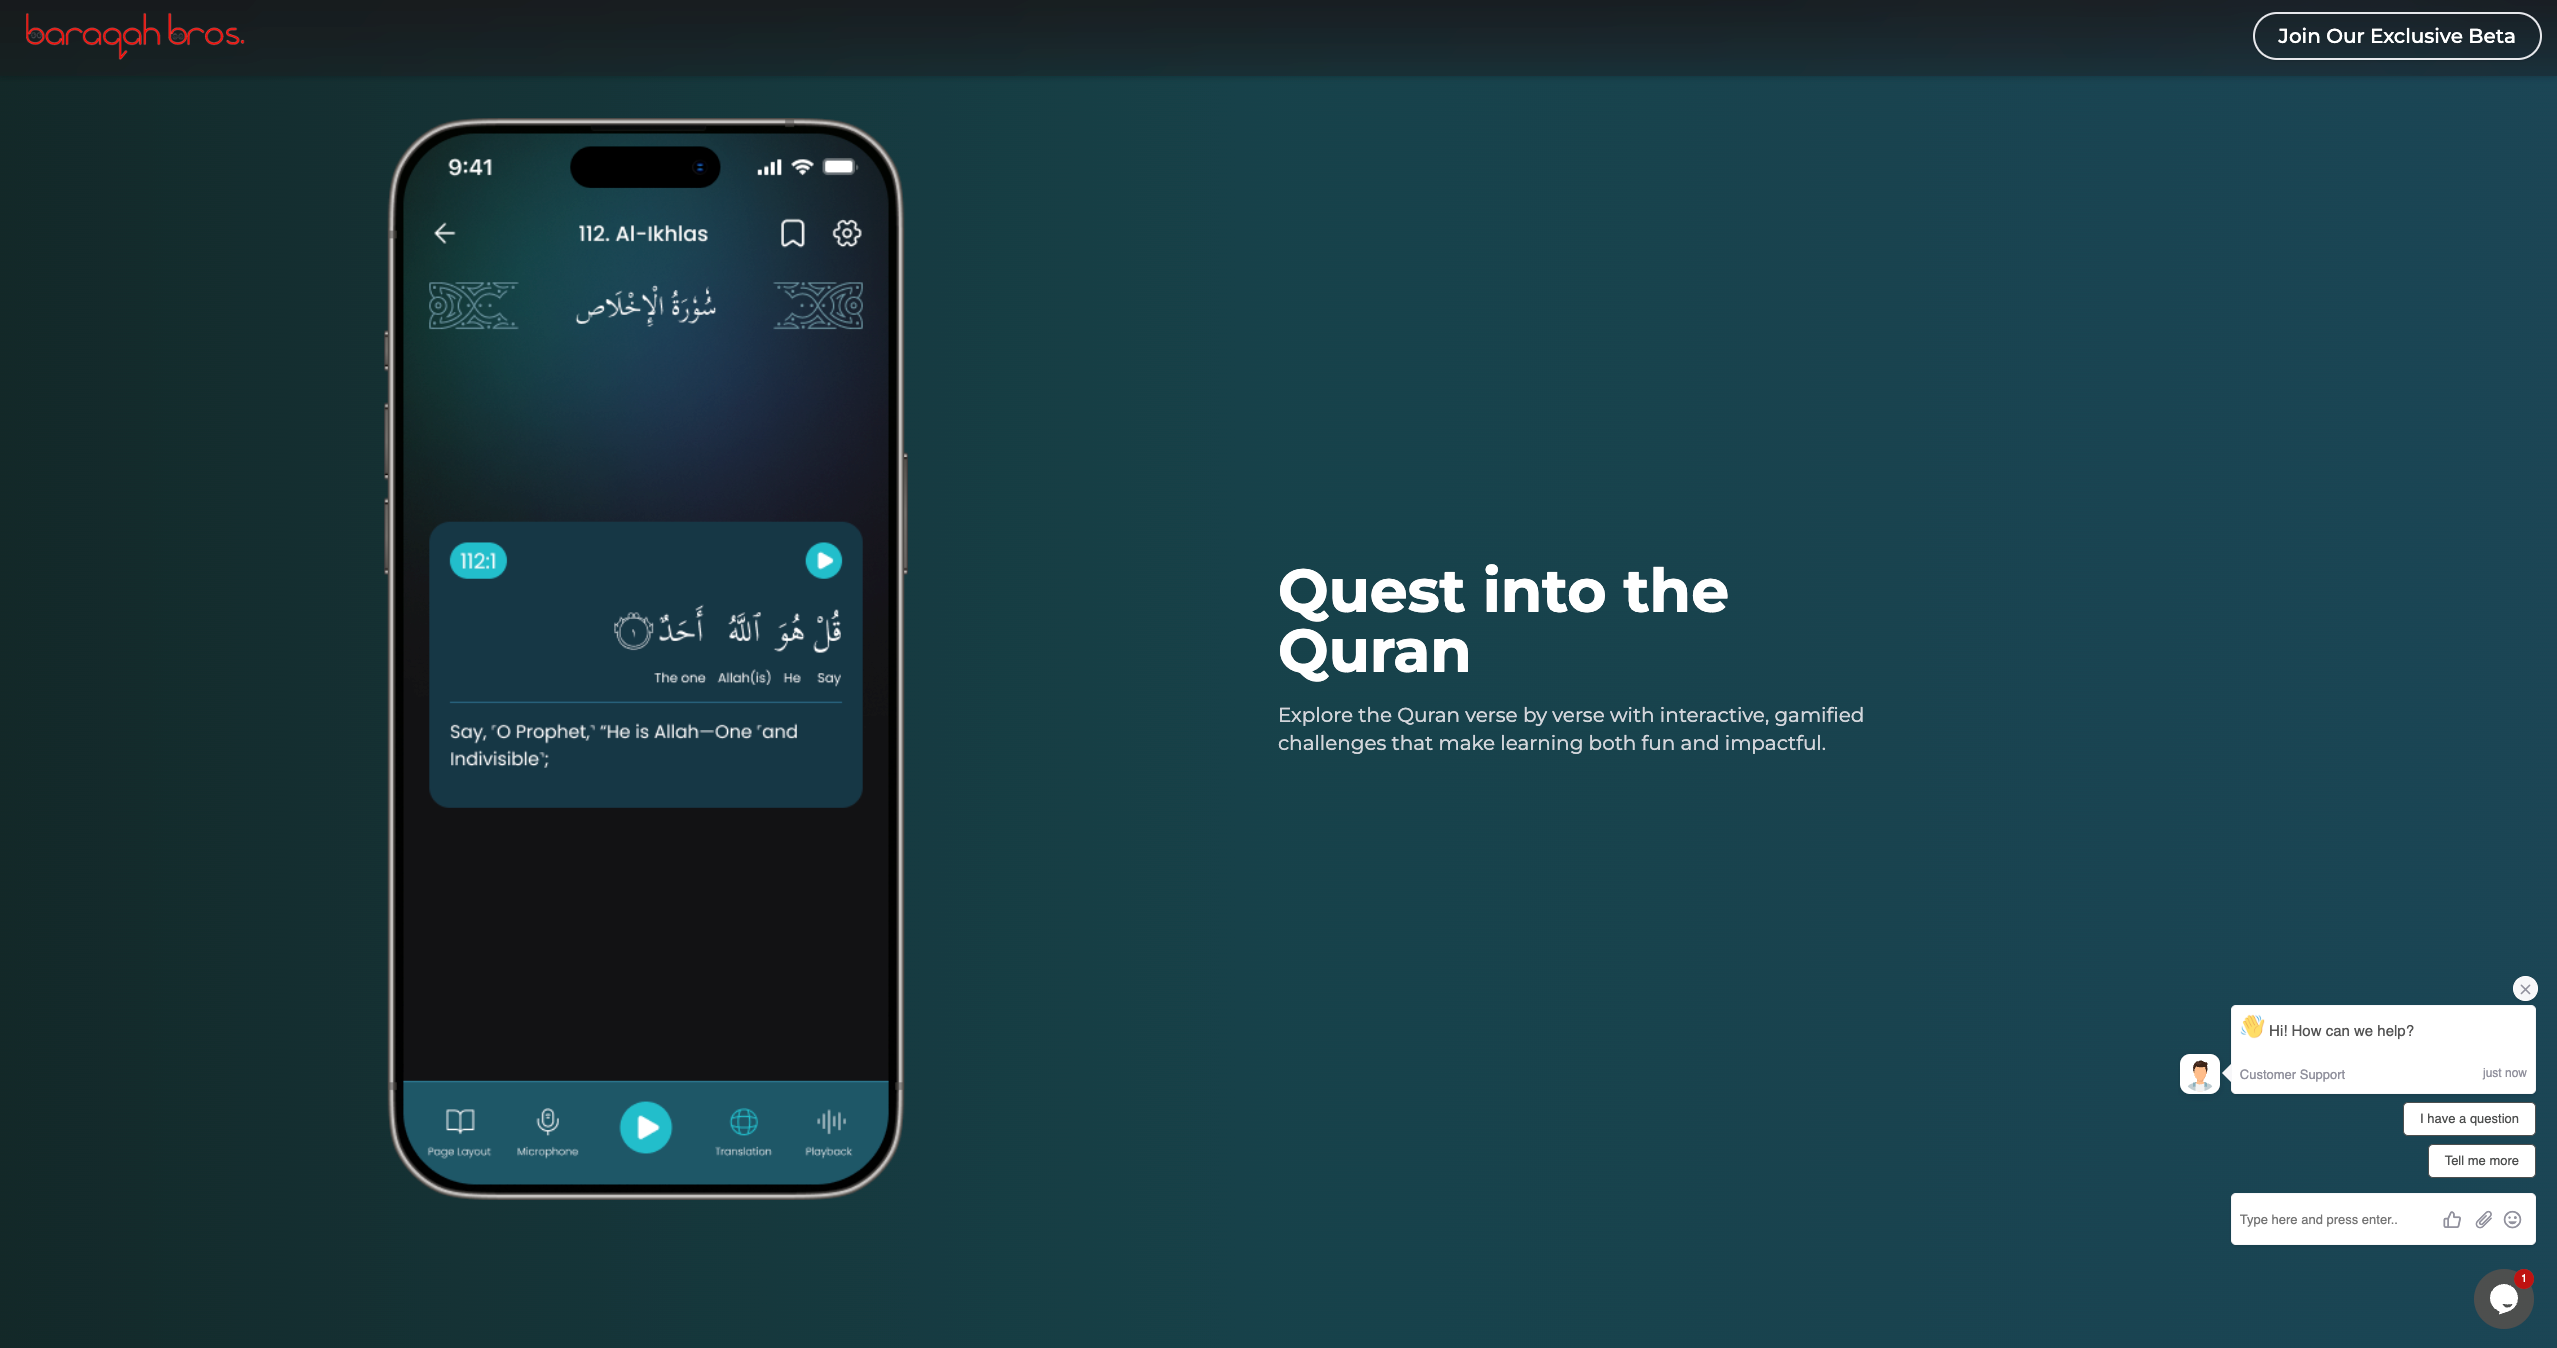 baraqah bros.
Join Our Exclusive Beta
9:41
112. Al-Ikhlas
سُوْرَةُ الْإِخْلَاص
112:1
قُلْ هُوَ ٱللَّهُ أَحَدٌ ١
The one Allah(is) He Say
Say, ˹O Prophet,˺ “He is Allah—One ˹and
Indivisible˺;
Page Layout Microphone Translation Playback
Quest into the
Quran
Explore the Quran verse by verse with interactive, gamified
challenges that make learning both fun and impactful.
👋 Hi! How can we help?
Customer Support just now
I have a question
Tell me more
Type here and press enter..
1